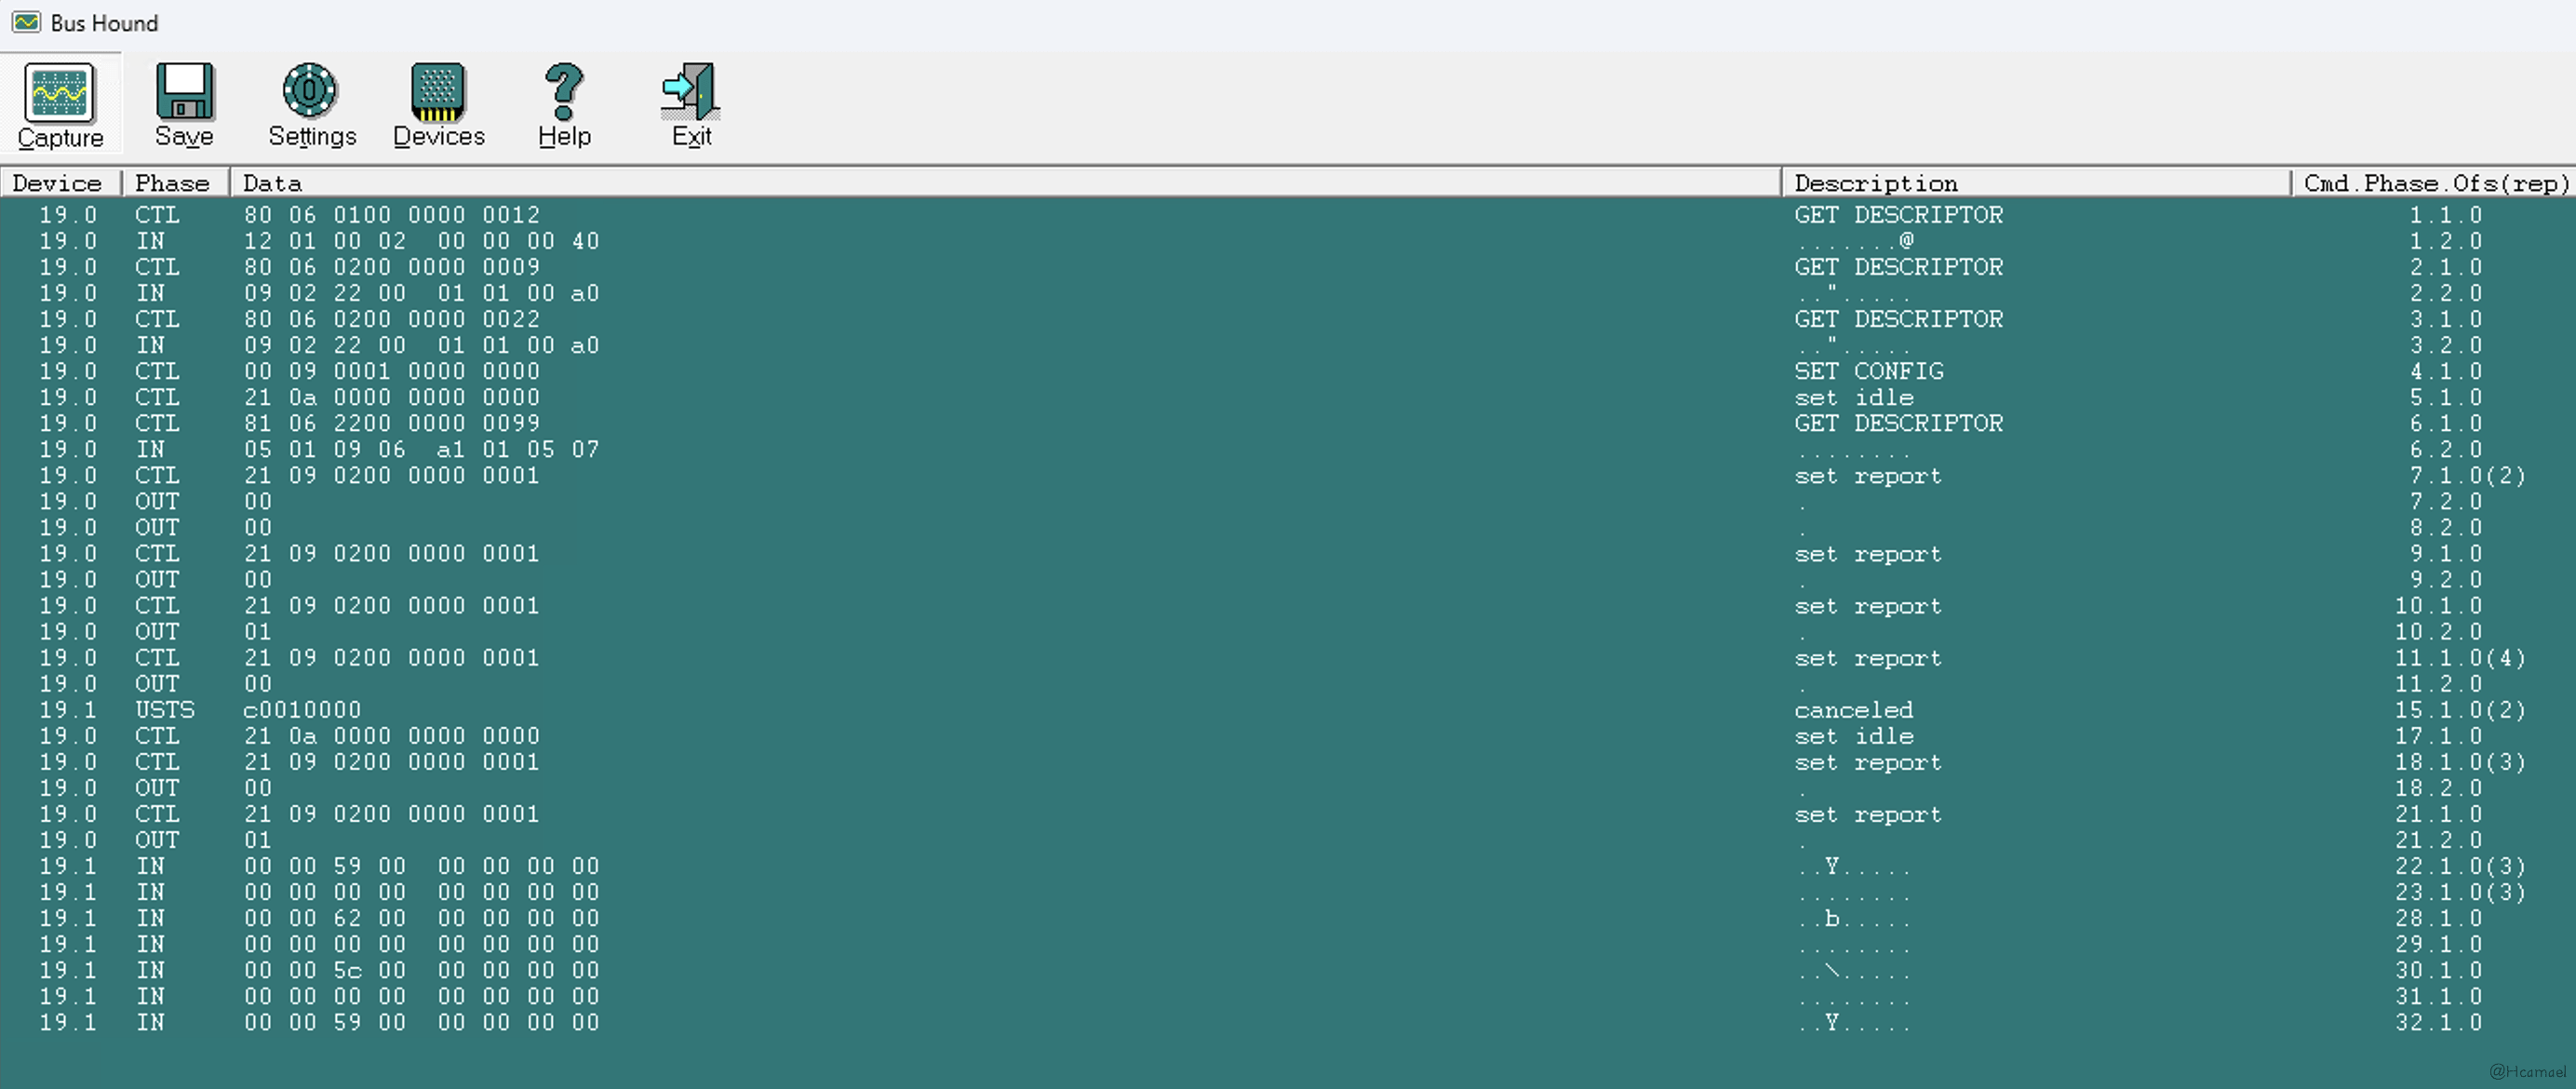 Bus Hound
Capture Save Settings Devices Help Exit
Device Phase Data Description Cmd.Phase.Ofs(rep)
19.0 CTL 80 06 0100 0000 0012 GET DESCRIPTOR 1.1.0
19.0 IN 12 01 00 02 00 00 00 40 .......@ 1.2.0
19.0 CTL 80 06 0200 0000 0009 GET DESCRIPTOR 2.1.0
19.0 IN 09 02 22 00 01 01 00 a0 .."..... 2.2.0
19.0 CTL 80 06 0200 0000 0022 GET DESCRIPTOR 3.1.0
19.0 IN 09 02 22 00 01 01 00 a0 .."..... 3.2.0
19.0 CTL 00 09 0001 0000 0000 SET CONFIG 4.1.0
19.0 CTL 21 0a 0000 0000 0000 set idle 5.1.0
19.0 CTL 81 06 2200 0000 0099 GET DESCRIPTOR 6.1.0
19.0 IN 05 01 09 06 a1 01 05 07 ........ 6.2.0
19.0 CTL 21 09 0200 0000 0001 set report 7.1.0(2)
19.0 OUT 00 . 7.2.0
19.0 OUT 00 . 8.2.0
19.0 CTL 21 09 0200 0000 0001 set report 9.1.0
19.0 OUT 00 . 9.2.0
19.0 CTL 21 09 0200 0000 0001 set report 10.1.0
19.0 OUT 01 . 10.2.0
19.0 CTL 21 09 0200 0000 0001 set report 11.1.0(4)
19.0 OUT 00 . 11.2.0
19.1 USTS c0010000 canceled 15.1.0(2)
19.0 CTL 21 0a 0000 0000 0000 set idle 17.1.0
19.0 CTL 21 09 0200 0000 0001 set report 18.1.0(3)
19.0 OUT 00 . 18.2.0
19.0 CTL 21 09 0200 0000 0001 set report 21.1.0
19.0 OUT 01 . 21.2.0
19.1 IN 00 00 59 00 00 00 00 00 ..Y..... 22.1.0(3)
19.1 IN 00 00 00 00 00 00 00 00 ........ 23.1.0(3)
19.1 IN 00 00 62 00 00 00 00 00 ..b..... 28.1.0
19.1 IN 00 00 00 00 00 00 00 00 ........ 29.1.0
19.1 IN 00 00 5c 00 00 00 00 00 ..\..... 30.1.0
19.1 IN 00 00 00 00 00 00 00 00 ........ 31.1.0
19.1 IN 00 00 59 00 00 00 00 00 ..Y..... 32.1.0
@Hcamael